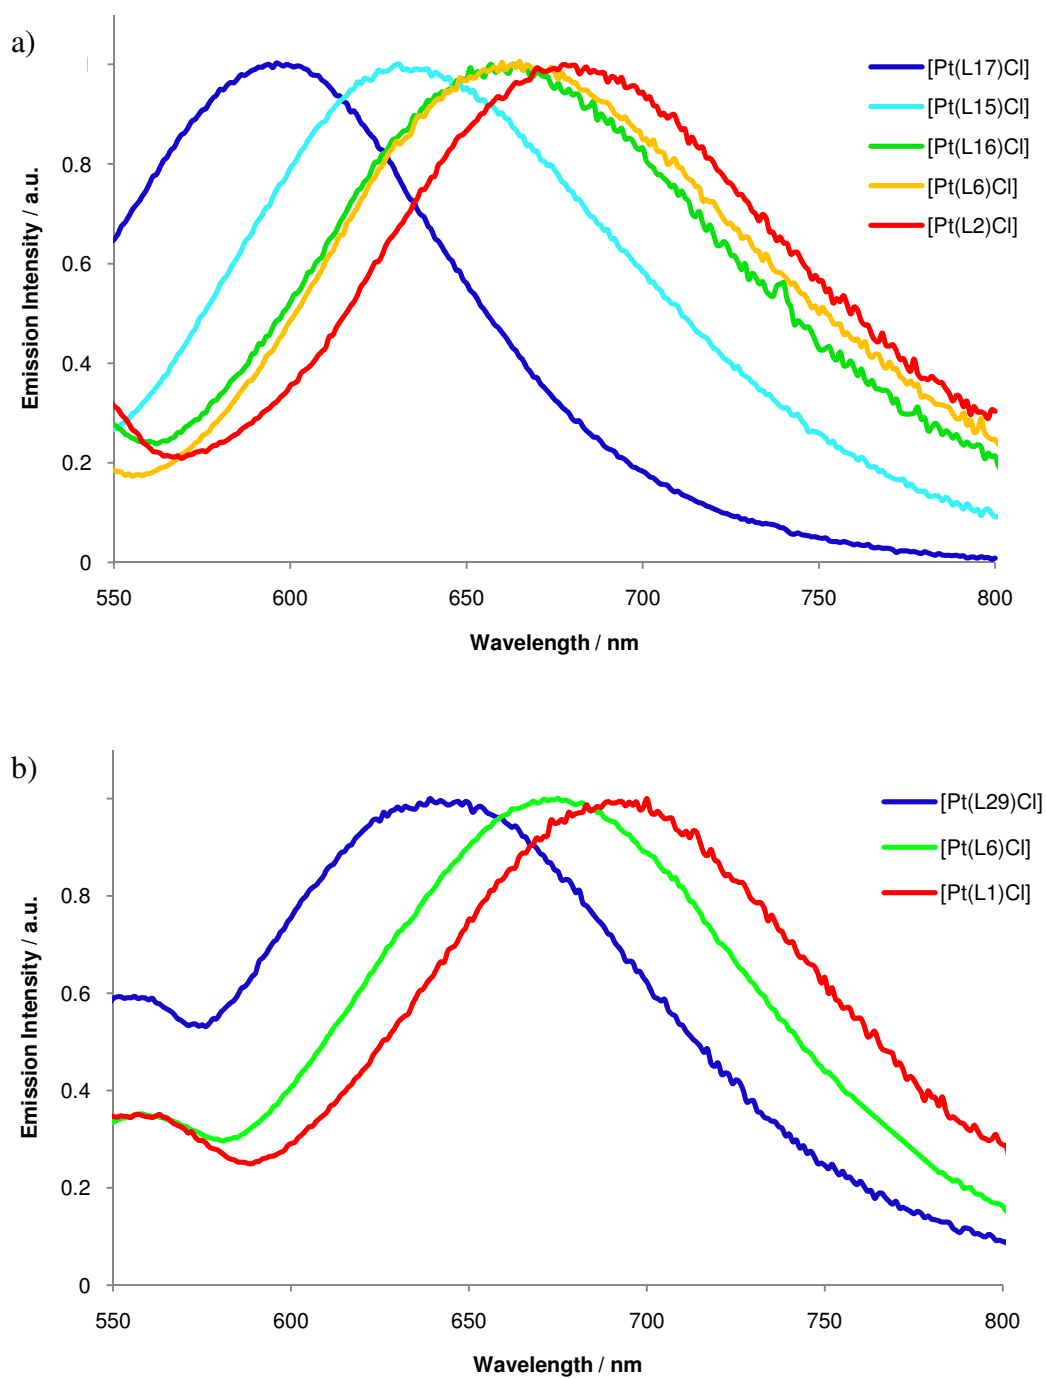 a)
[Pt(L17)Cl]
[Pt(L15)Cl]
[Pt(L16)Cl]
[Pt(L6)Cl]
[Pt(L2)Cl]
Emission Intensity / a.u.
0.8
0.6
0.4
0.2
0
550 600 650 700 750 800
Wavelength / nm
b)
[Pt(L29)Cl]
[Pt(L6)Cl]
[Pt(L1)Cl]
Emission Intensity / a.u.
0.8
0.6
0.4
0.2
0
550 600 650 700 750 800
Wavelength / nm